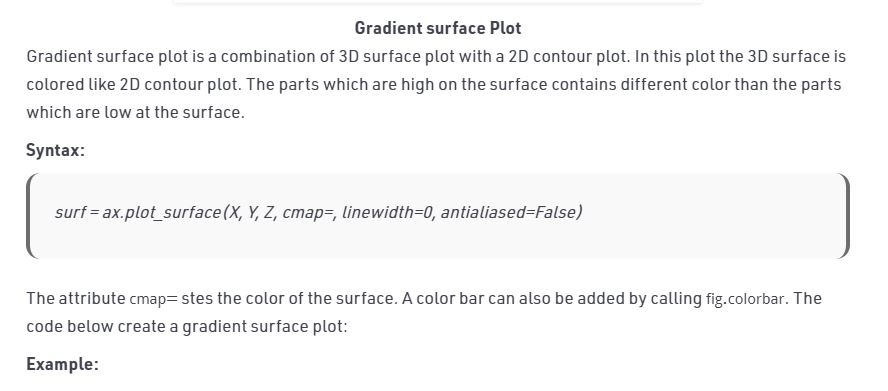 Gradient surface Plot
Gradient surface plot is a combination of 3D surface plot with a 2D contour plot. In this plot the 3D surface is
colored like 2D contour plot. The parts which are high on the surface contains different color than the parts
which are low at the surface.
Syntax:
surf = ax.plot_surface(X, Y, Z, cmap=, linewidth=0, antialiased=False)
The attribute cmap= stes the color of the surface. A color bar can also be added by calling fig.colorbar. The
code below create a gradient surface plot:
Example: